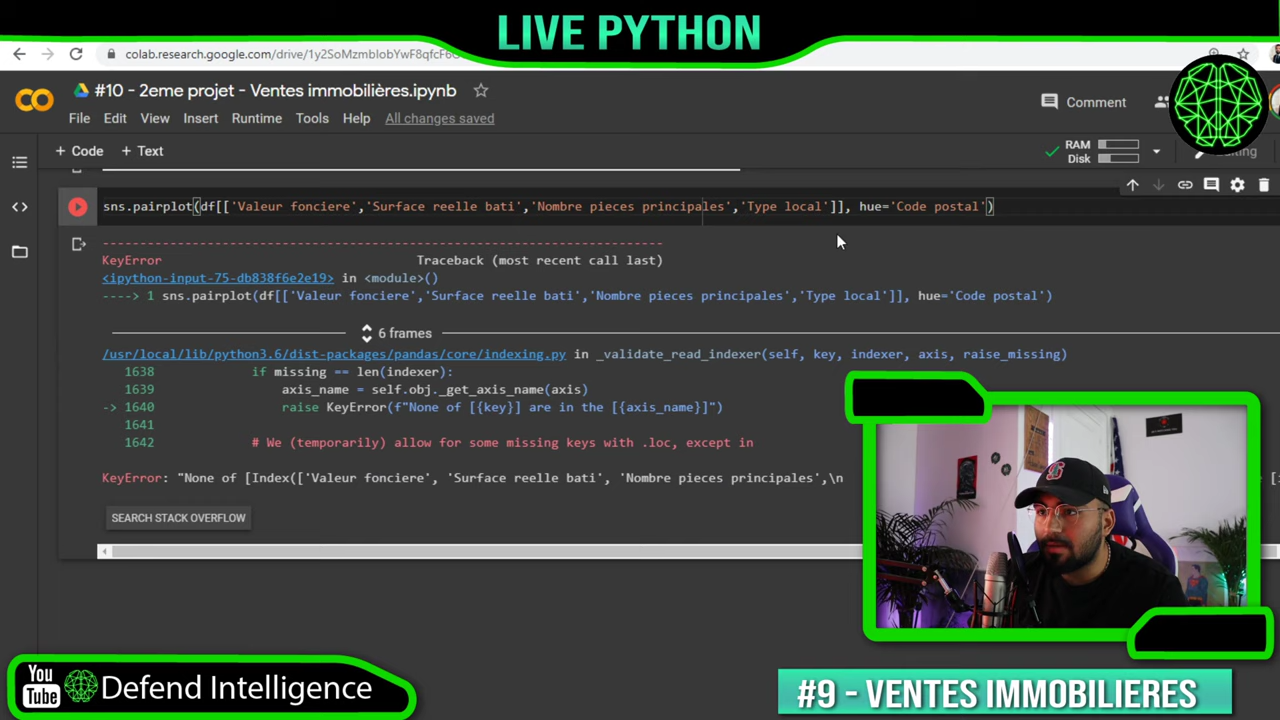 LIVE PYTHON
colab.research.google.com/drive/1y2SoMzmbIobYwF8qfcF6
#10 - 2eme projet - Ventes immobilières.ipynb
Comment
File Edit View Insert Runtime Tools Help All changes saved
+ Code + Text
RAM
Disk
Editing
sns.pairplot(df[['Valeur fonciere','Surface reelle bati','Nombre pieces principales','Type local']], hue='Code postal')
---------------------------------------------------------------------------
KeyError Traceback (most recent call last)
<ipython-input-75-db838f6e2e19> in <module>()
----> 1 sns.pairplot(df[['Valeur fonciere','Surface reelle bati','Nombre pieces principales','Type local']], hue='Code postal')
6 frames
/usr/local/lib/python3.6/dist-packages/pandas/core/indexing.py in _validate_read_indexer(self, key, indexer, axis, raise_missing)
1638 if missing == len(indexer):
1639 axis_name = self.obj._get_axis_name(axis)
-> 1640 raise KeyError(f"None of [{key}] are in the [{axis_name}]")
1641
1642 # We (temporarily) allow for some missing keys with .loc, except in
KeyError: "None of [Index(['Valeur fonciere', 'Surface reelle bati', 'Nombre pieces principales',\n
SEARCH STACK OVERFLOW
You
Tube
Defend Intelligence
#9 - VENTES IMMOBILIERES